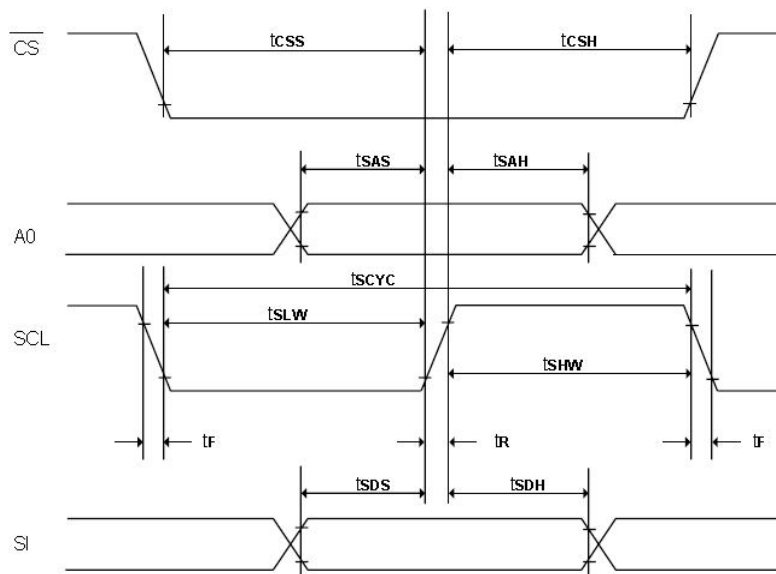 tCSS tCSH
CS
tSAS tSAH
A0
tSCYC
tSLW
SCL
tSHW
tF tR tF
tSDS tSDH
SI